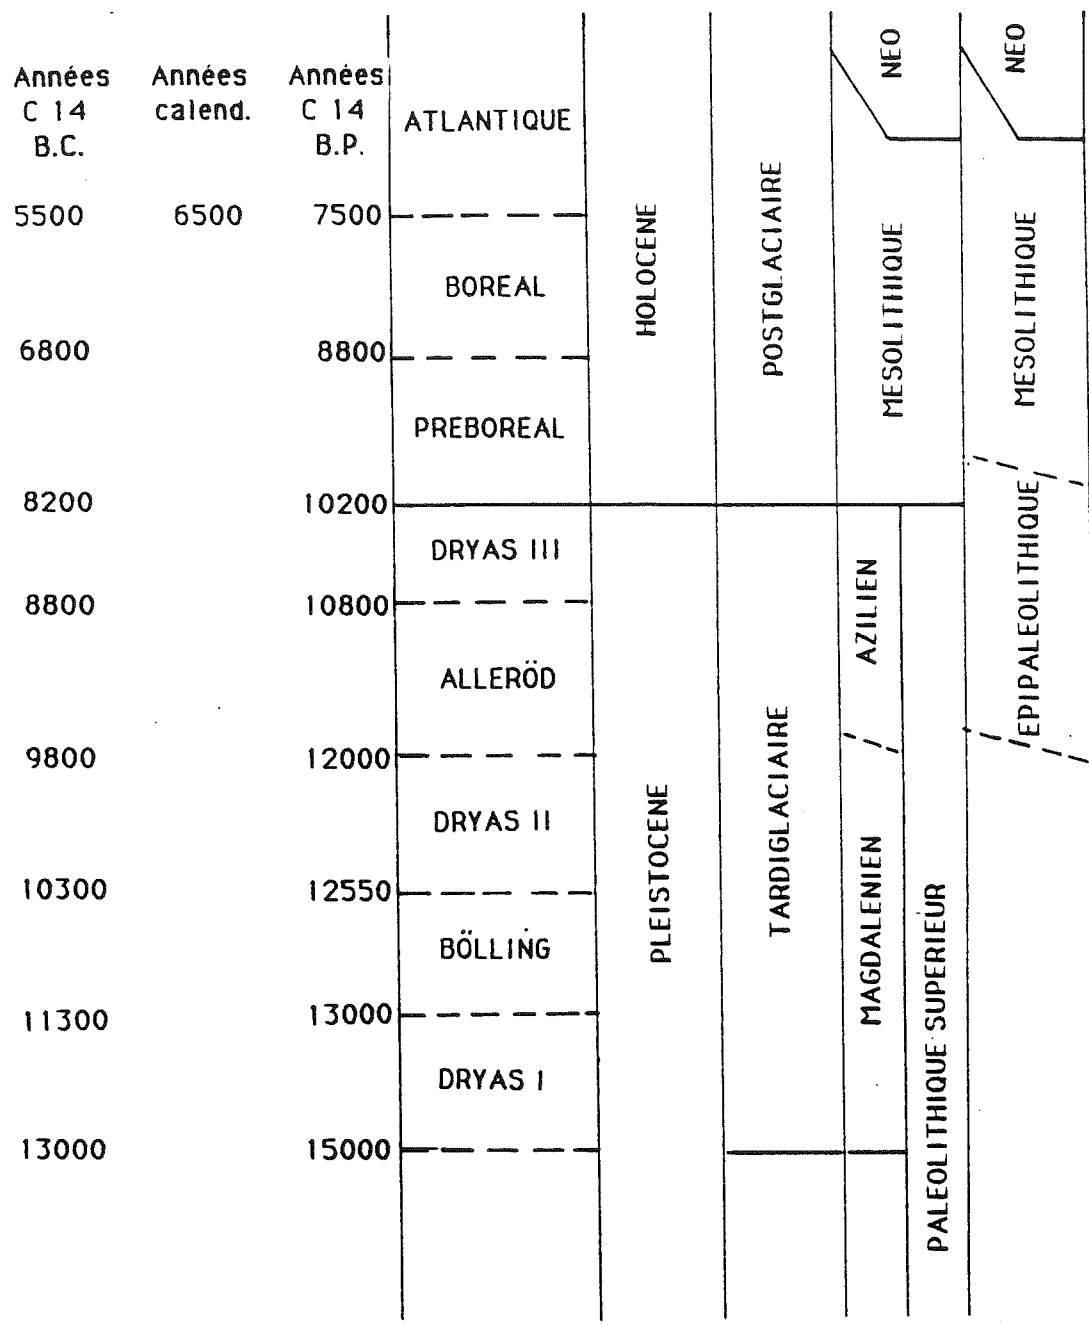 Années
C 14
B.C.
Années
calend.
Années
C 14
B.P.
5500
6500
7500
6800
8800
8200
10200
8800
10800
9800
12000
10300
12550
11300
13000
13000
15000
ATLANTIQUE
BOREAL
PREBOREAL
DRYAS III
ALLERÖD
DRYAS II
BÖLLING
DRYAS I
HOLOCENE
PLEISTOCENE
POSTGLACIAIRE
TARDIGLACIAIRE
NEO
MESOLITHIQUE
AZILIEN
MAGDALENIEN
PALEOLITHIQUE SUPERIEUR
NEO
MESOLITHIQUE
EPIPALEOLITHIQUE